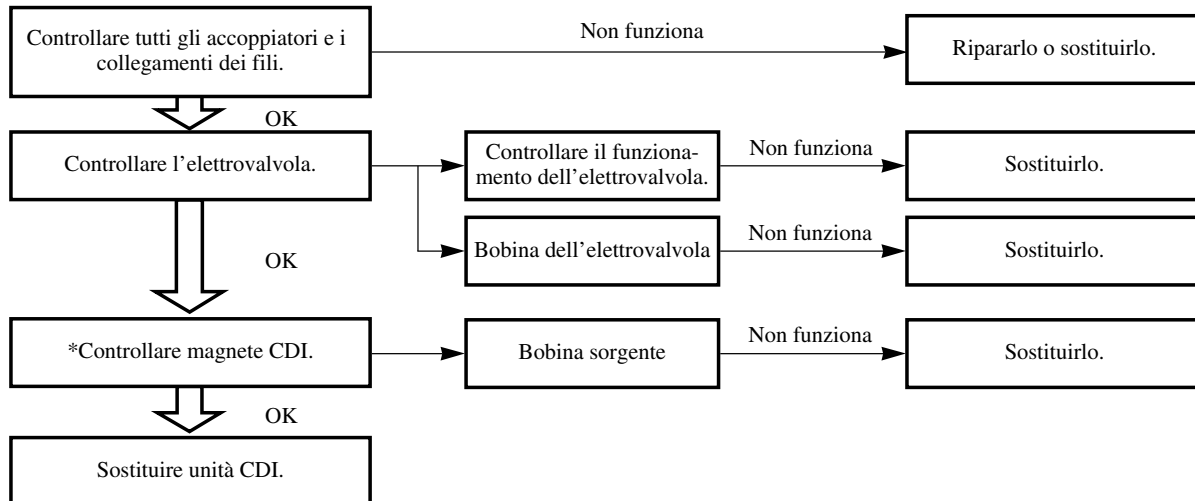 Controllare tutti gli accoppiatori e i
collegamenti dei fili.
Non funziona
Ripararlo o sostituirlo.
OK
Controllare l'elettrovalvola.
Controllare il funziona-
mento dell'elettrovalvola.
Non funziona
Sostituirlo.
Bobina dell'elettrovalvola
Non funziona
Sostituirlo.
OK
*Controllare magnete CDI.
Bobina sorgente
Non funziona
Sostituirlo.
OK
Sostituire unità CDI.